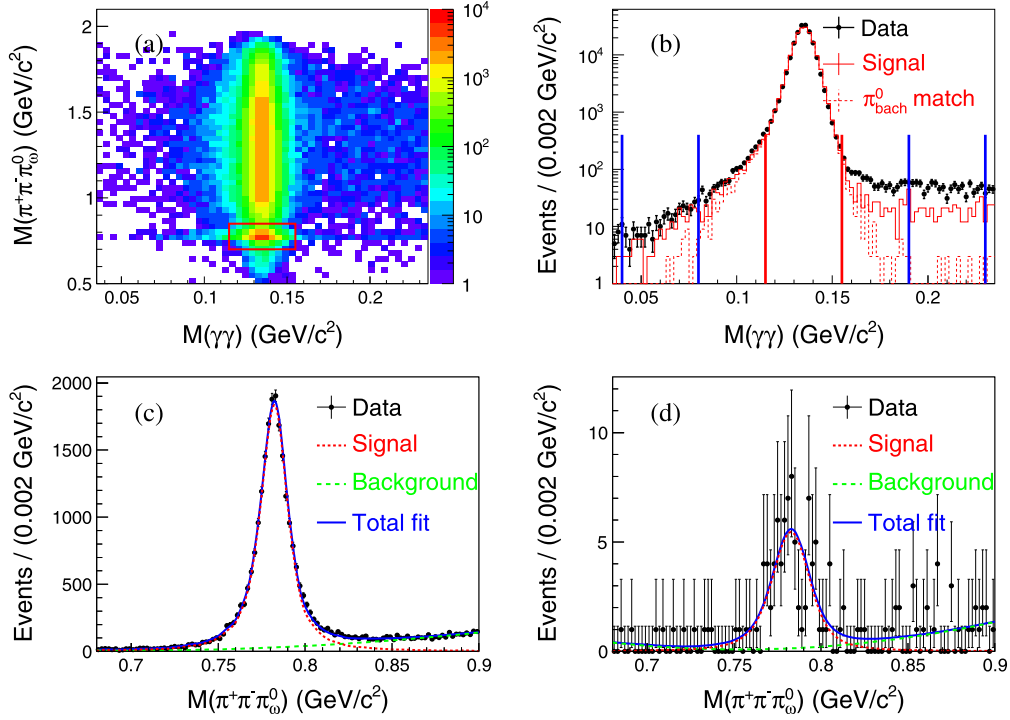 (a)
M(π⁺π⁻π⁰ω) (GeV/c²)
2
1.5
1
0.5
0.05 0.1 0.15 0.2
M(γγ) (GeV/c²)
10⁴
10³
10²
10
1
(b)
Data
Signal
π⁰bach match
Events / (0.002 GeV/c²)
10⁴
10³
10²
10
1
0.05 0.1 0.15 0.2
M(γγ) (GeV/c²)
(c)
Data
Signal
Background
Total fit
Events / (0.002 GeV/c²)
2000
1500
1000
500
0
0.7 0.75 0.8 0.85 0.9
M(π⁺π⁻π⁰ω) (GeV/c²)
(d)
Data
Signal
Background
Total fit
Events / (0.002 GeV/c²)
10
5
0
0.7 0.75 0.8 0.85 0.9
M(π⁺π⁻π⁰ω) (GeV/c²)